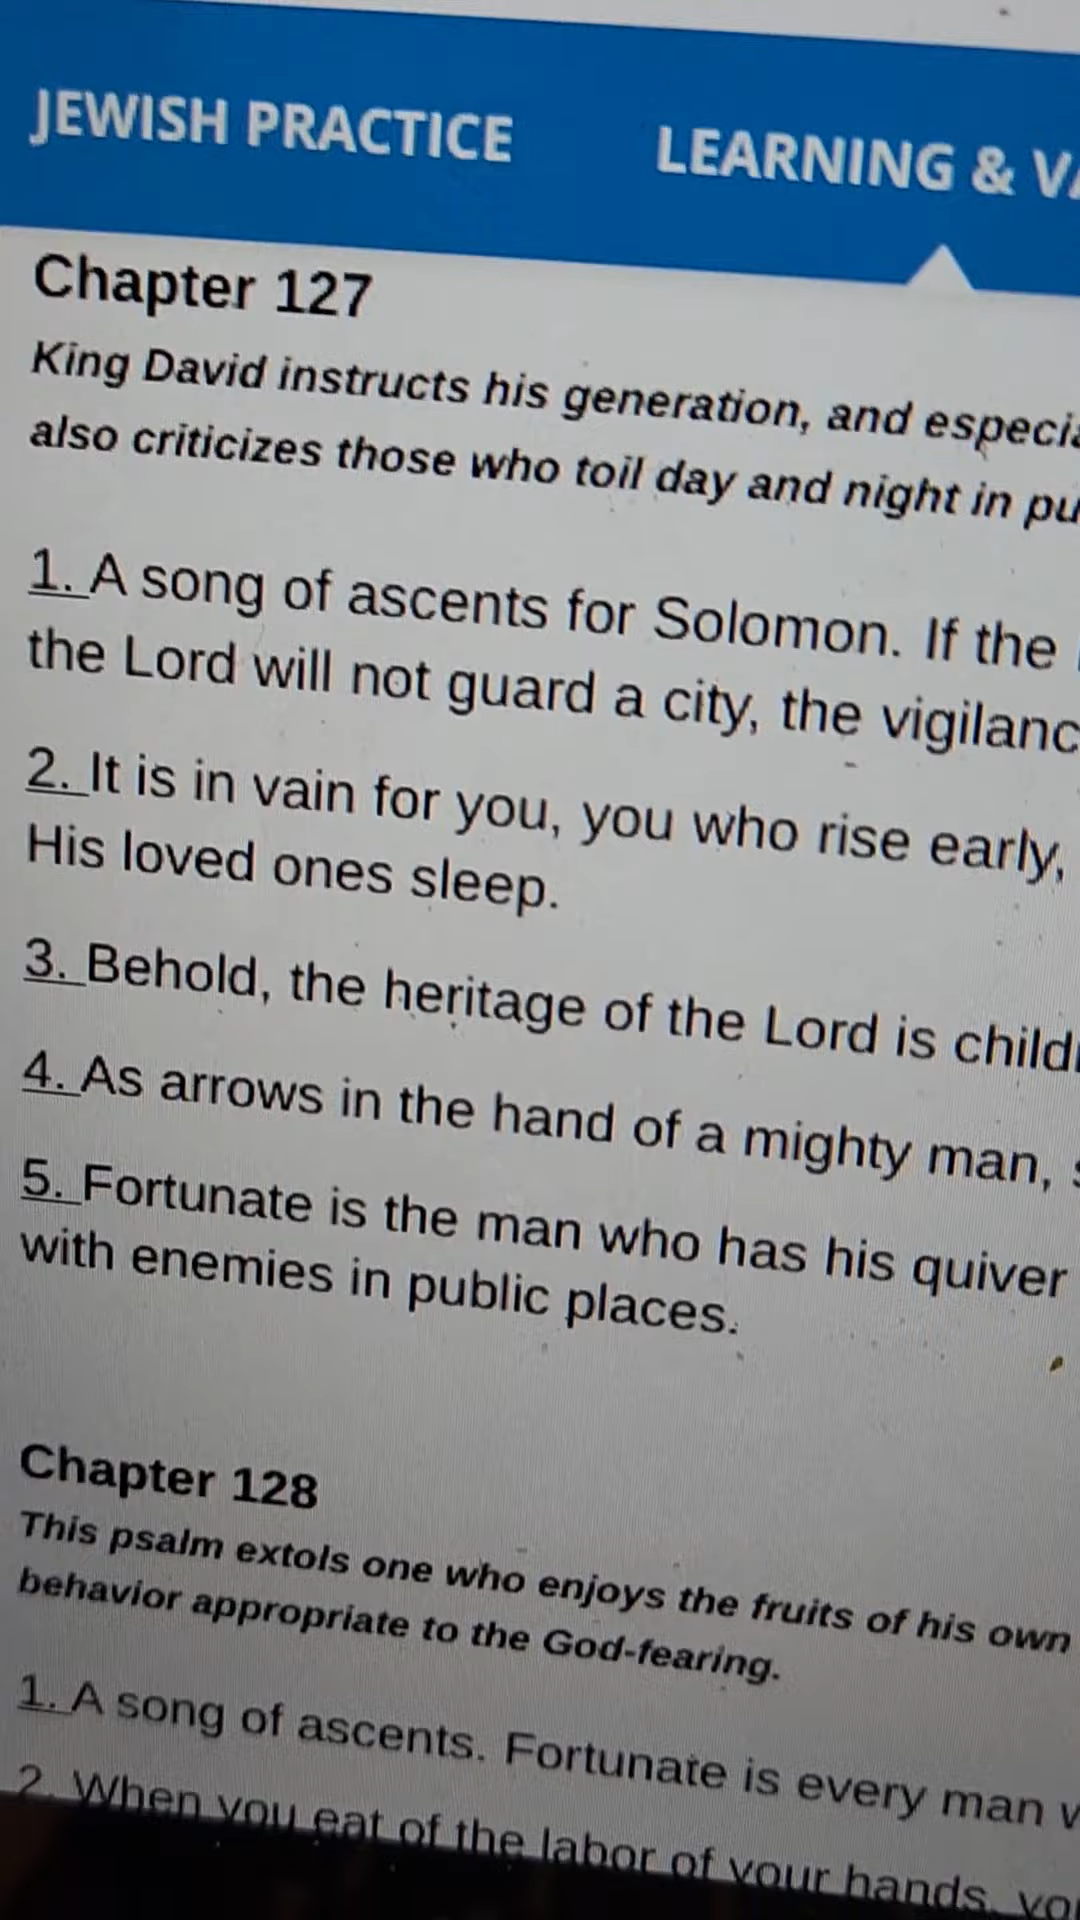 JEWISH PRACTICE LEARNING &
Chapter 127
King David instructs his generation, and
also criticizes those who toil day and night in
1. A song of ascents for Solomon. If the
the Lord will not guard a city, the
2. It is in vain for you, you who rise early,
His loved ones sleep.
3. Behold, the heritage of the Lord is
4. As arrows in the hand of a mighty man,
5. Fortunate is the man who has his quiver
with enemies in public places.
Chapter 128
This psalm extols one who enjoys the fruits of his own
behavior appropriate to the God-fearing.
1. A song of ascents. Fortunate is every man
2. When you eat of the labor of your hands,